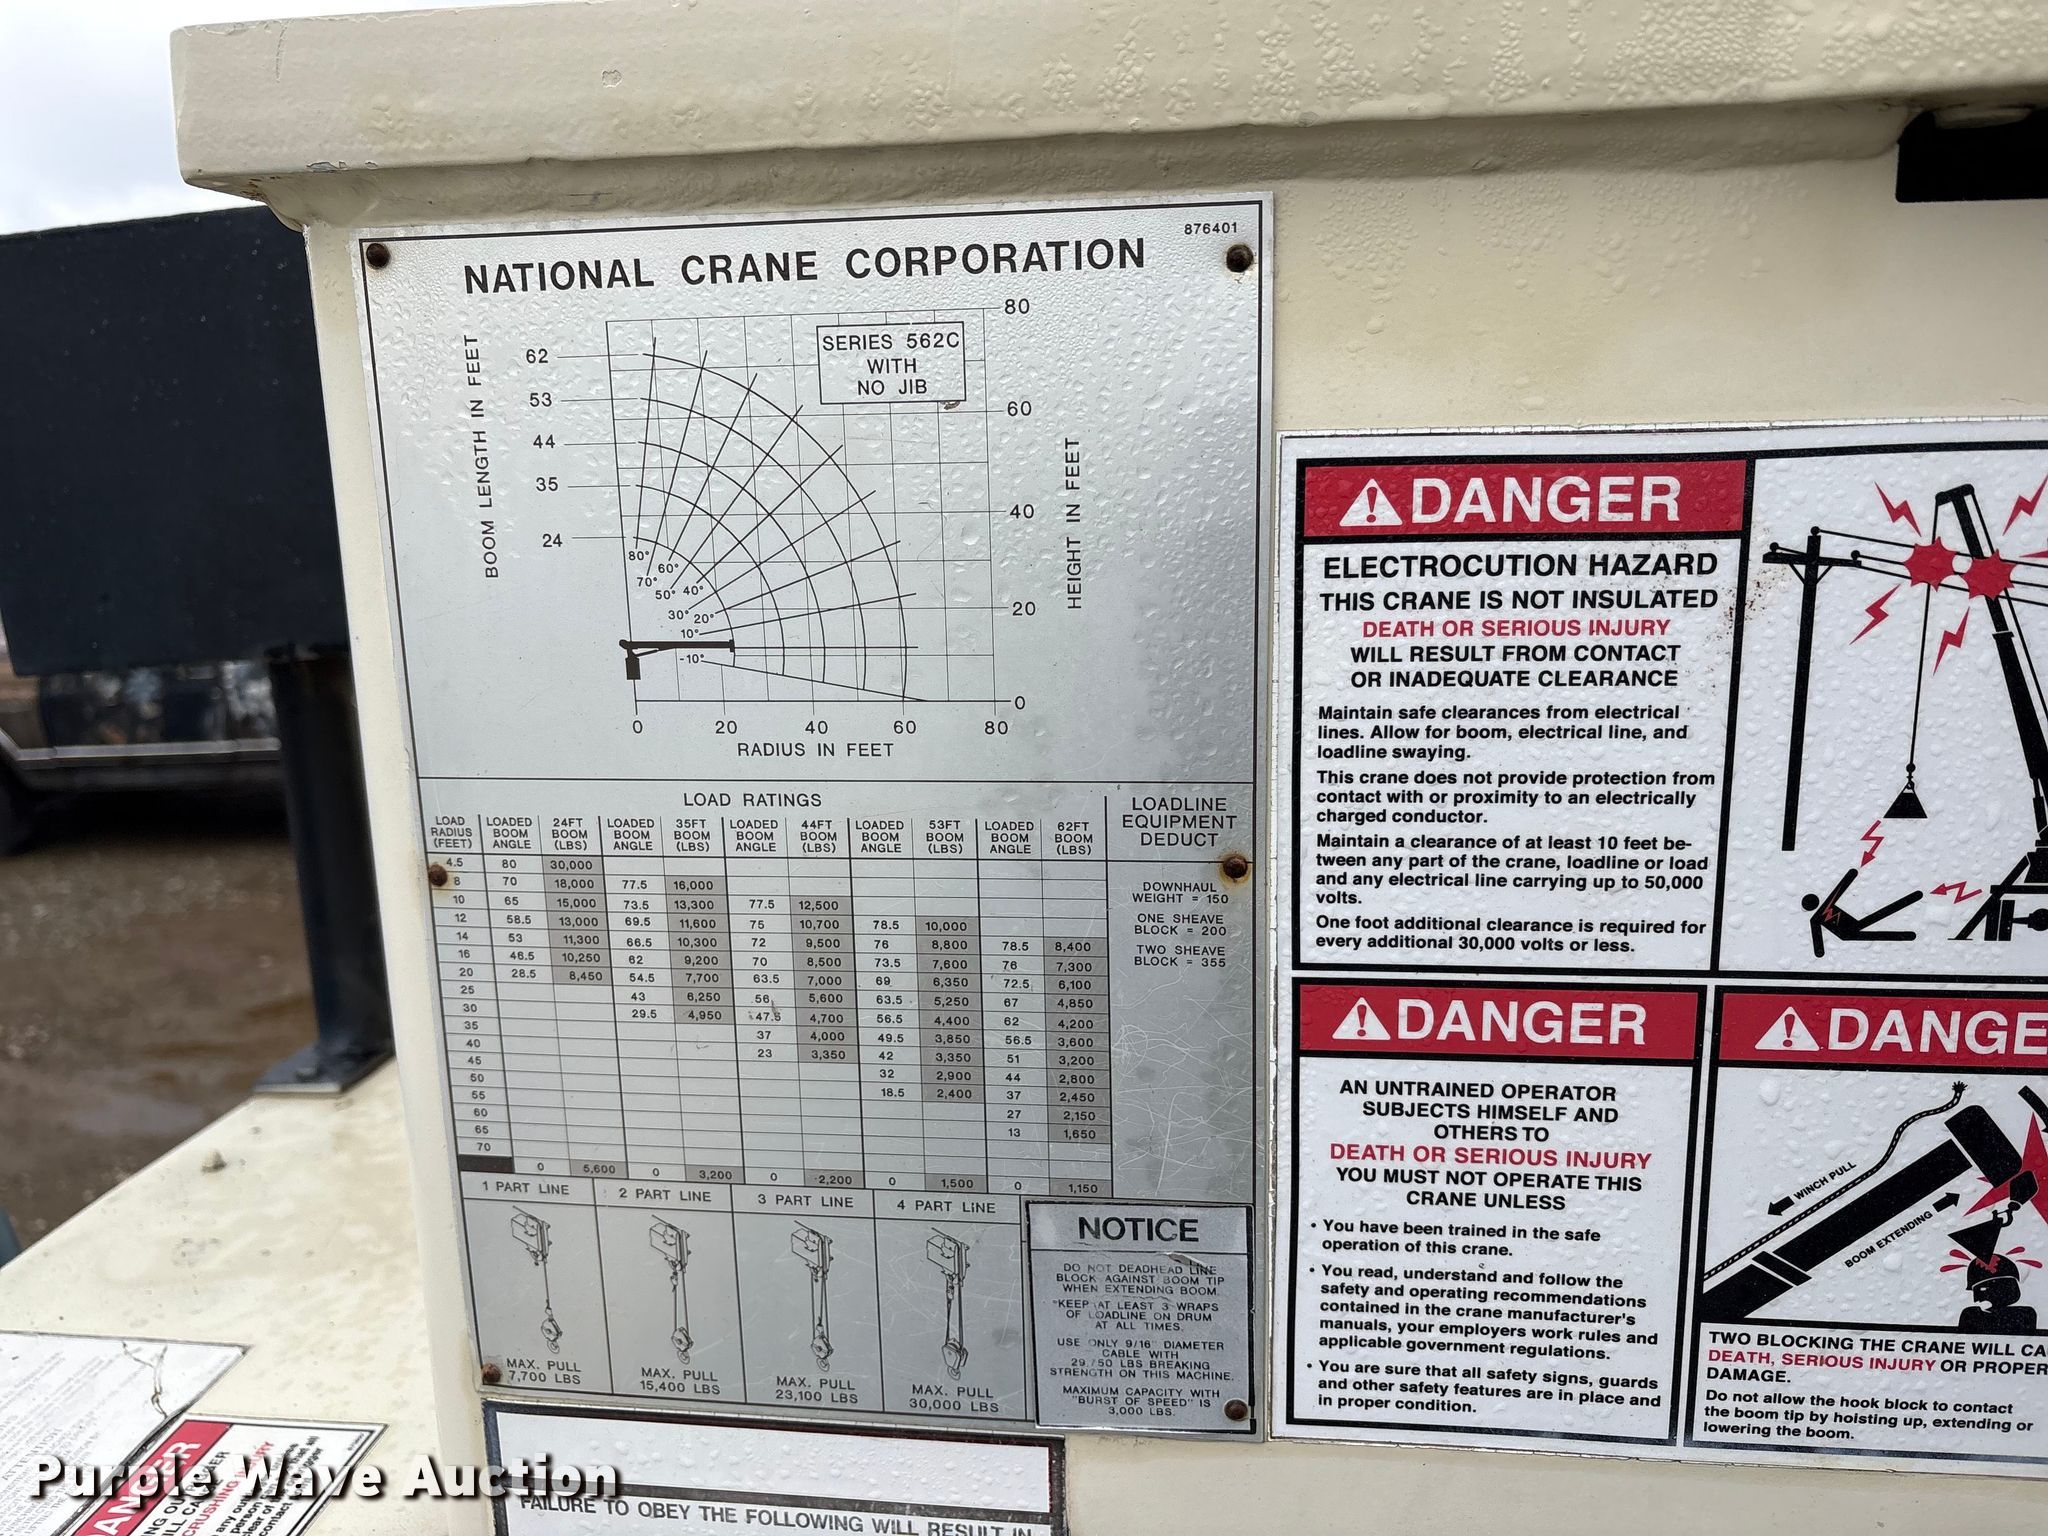 876401
NATIONAL CRANE CORPORATION
SERIES 562C
WITH
NO JIB
BOOM LENGTH IN FEET
62
53
44
35
24
80
60
40
20
0
HEIGHT IN FEET
80°
70°
60°
50°
40°
30°
20°
10°
-10°
0 20 40 60 80
RADIUS IN FEET
LOAD RATINGS
LOAD RADIUS (FEET) LOADED BOOM ANGLE 24FT BOOM (LBS) LOADED BOOM ANGLE 35FT BOOM (LBS) LOADED BOOM ANGLE 44FT BOOM (LBS) LOADED BOOM ANGLE 53FT BOOM (LBS) LOADED BOOM ANGLE 62FT BOOM (LBS)
4.5 80 30,000
8 70 18,000 77.5 16,000
10 65 15,000 73.5 13,300 77.5 12,500
12 58.5 13,000 69.5 11,600 75 10,700 78.5 10,000
14 53 11,300 66.5 10,300 72 9,500 76 8,800 78.5 8,400
16 46.5 10,250 62 9,200 70 8,500 73.5 7,600 76 7,300
20 28.5 8,450 54.5 7,700 63.5 7,000 69 6,350 72.5 6,100
25 43 6,250 56 5,600 63.5 5,250 67 4,850
30 29.5 4,950 47.5 4,700 56.5 4,400 62 4,200
35 37 4,000 49.5 3,850 56.5 3,600
40 23 3,350 42 3,350 51 3,200
45 32 2,900 44 2,800
50 18.5 2,400 37 2,450
55 27 2,150
60 13 1,650
65
70
0 5,600 0 3,200 0 2,200 0 1,500 0 1,150
LOADLINE
EQUIPMENT
DEDUCT
DOWNHAUL
WEIGHT = 150
ONE SHEAVE
BLOCK = 200
TWO SHEAVE
BLOCK = 355
1 PART LINE
MAX. PULL
7,700 LBS
2 PART LINE
MAX. PULL
15,400 LBS
3 PART LINE
MAX. PULL
23,100 LBS
4 PART LINE
MAX. PULL
30,000 LBS
NOTICE
DO NOT DEADHEAD LINE
BLOCK AGAINST BOOM TIP
WHEN EXTENDING BOOM.
KEEP AT LEAST 3 WRAPS
OF LOADLINE ON DRUM
AT ALL TIMES.
USE ONLY 9/16" DIAMETER
CABLE WITH
LBS BREAKING
STRENGTH ON THIS MACHINE.
MAXIMUM CAPACITY WITH
"BURST OF SPEED" IS
3,000 LBS.
DANGER
ELECTROCUTION HAZARD
THIS CRANE IS NOT INSULATED
DEATH OR SERIOUS INJURY
WILL RESULT FROM CONTACT
OR INADEQUATE CLEARANCE
Maintain safe clearances from electrical
lines. Allow for boom, electrical line, and
loadline swaying.
This crane does not provide protection from
contact with or proximity to an electrically
charged conductor.
Maintain a clearance of at least 10 feet be-
tween any part of the crane, loadline or load
and any electrical line carrying up to 50,000
volts.
One foot additional clearance is required for
every additional 30,000 volts or less.
DANGER
AN UNTRAINED OPERATOR
SUBJECTS HIMSELF AND
OTHERS TO
DEATH OR SERIOUS INJURY
YOU MUST NOT OPERATE THIS
CRANE UNLESS
• You have been trained in the safe
operation of this crane.
• You read, understand and follow the
safety and operating recommendations
contained in the crane manufacturer's
manuals, your employers work rules and
applicable government regulations.
• You are sure that all safety signs, guards
and other safety features are in place and
in proper condition.
DANGE
WINCH PULL
BOOM EXTENDING
TWO BLOCKING THE CRANE WILL CA
DEATH, SERIOUS INJURY OR PROPER
DAMAGE.
Do not allow the hook block to contact
the boom tip by hoisting up, extending or
lowering the boom.
FAILURE TO OBEY THE FOLLOWING WILL RESULT IN
Purple Wave Auction